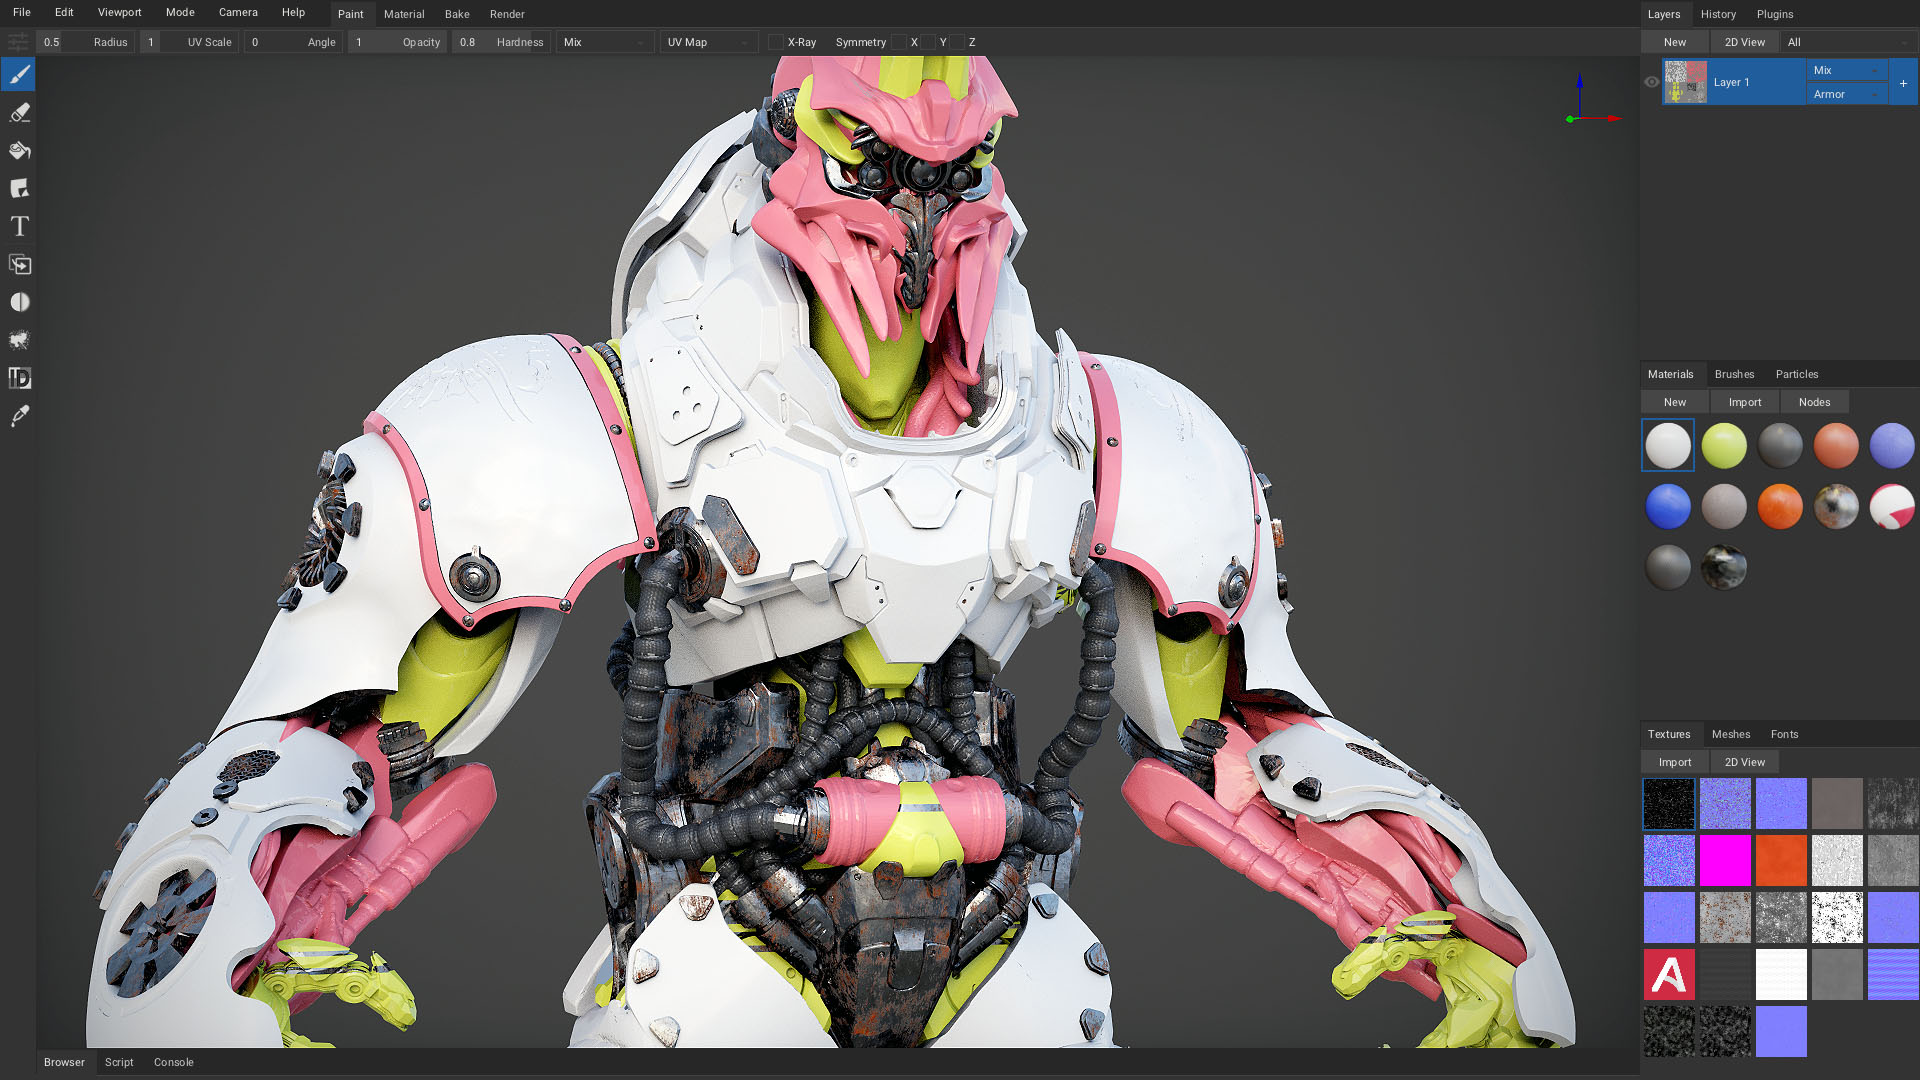 File Edit Viewport Mode Camera Help Paint Material Bake Render
Layers History Plugins
0.5 Radius 1 UV Scale 0 Angle 1 Opacity 0.8 Hardness Mix UV Map X-Ray Symmetry X Y Z
New 2D View All
Layer 1 Mix
Armor
+
T
ID
Materials Brushes Particles
New Import Nodes
Textures Meshes Fonts
Import 2D View
A
Browser Script Console